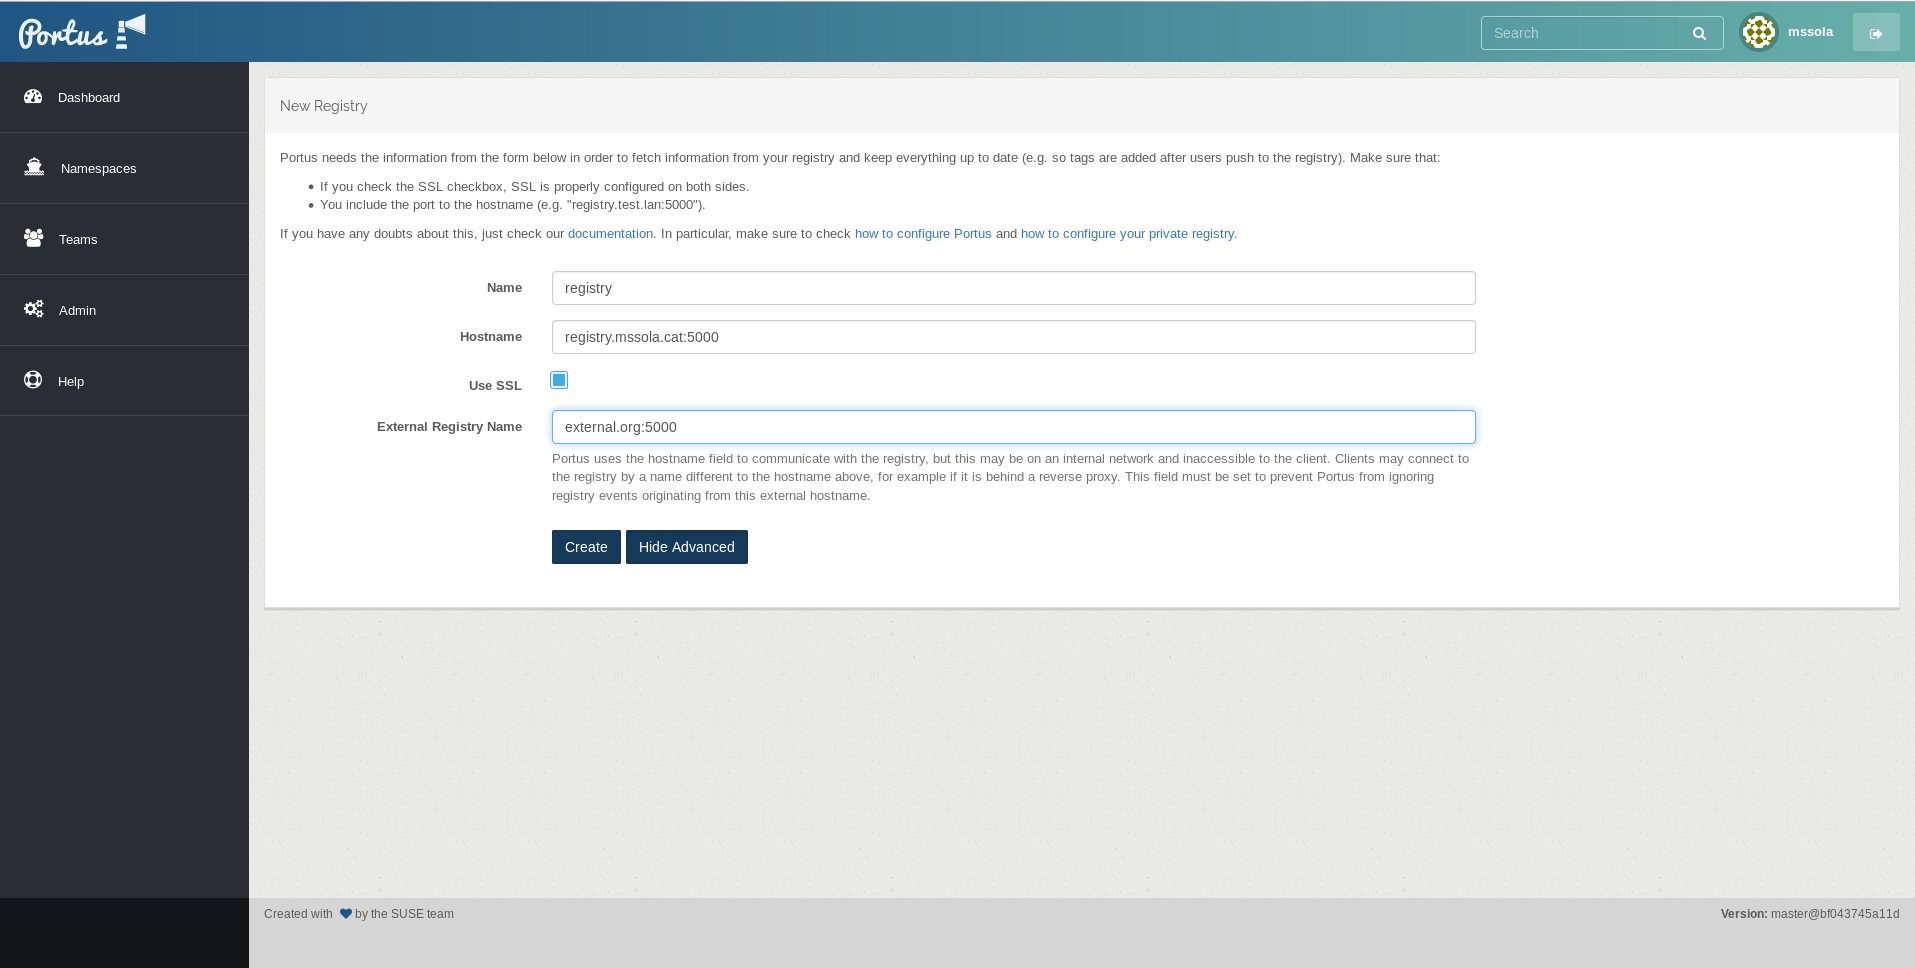 Portus
Search
mssola
Dashboard
Namespaces
Teams
Admin
Help
New Registry
Portus needs the information from the form below in order to fetch information from your registry and keep everything up to date (e.g. so tags are added after users push to the registry). Make sure that:
If you check the SSL checkbox, SSL is properly configured on both sides.
You include the port to the hostname (e.g. "registry.test.lan:5000").
If you have any doubts about this, just check our documentation. In particular, make sure to check how to configure Portus and how to configure your private registry.
Name
registry
Hostname
registry.mssola.cat:5000
Use SSL
External Registry Name
external.org:5000
Portus uses the hostname field to communicate with the registry, but this may be on an internal network and inaccessible to the client. Clients may connect to
the registry by a name different to the hostname above, for example if it is behind a reverse proxy. This field must be set to prevent Portus from ignoring
registry events originating from this external hostname.
Create
Hide Advanced
Created with by the SUSE team
Version: master@bf043745a11d